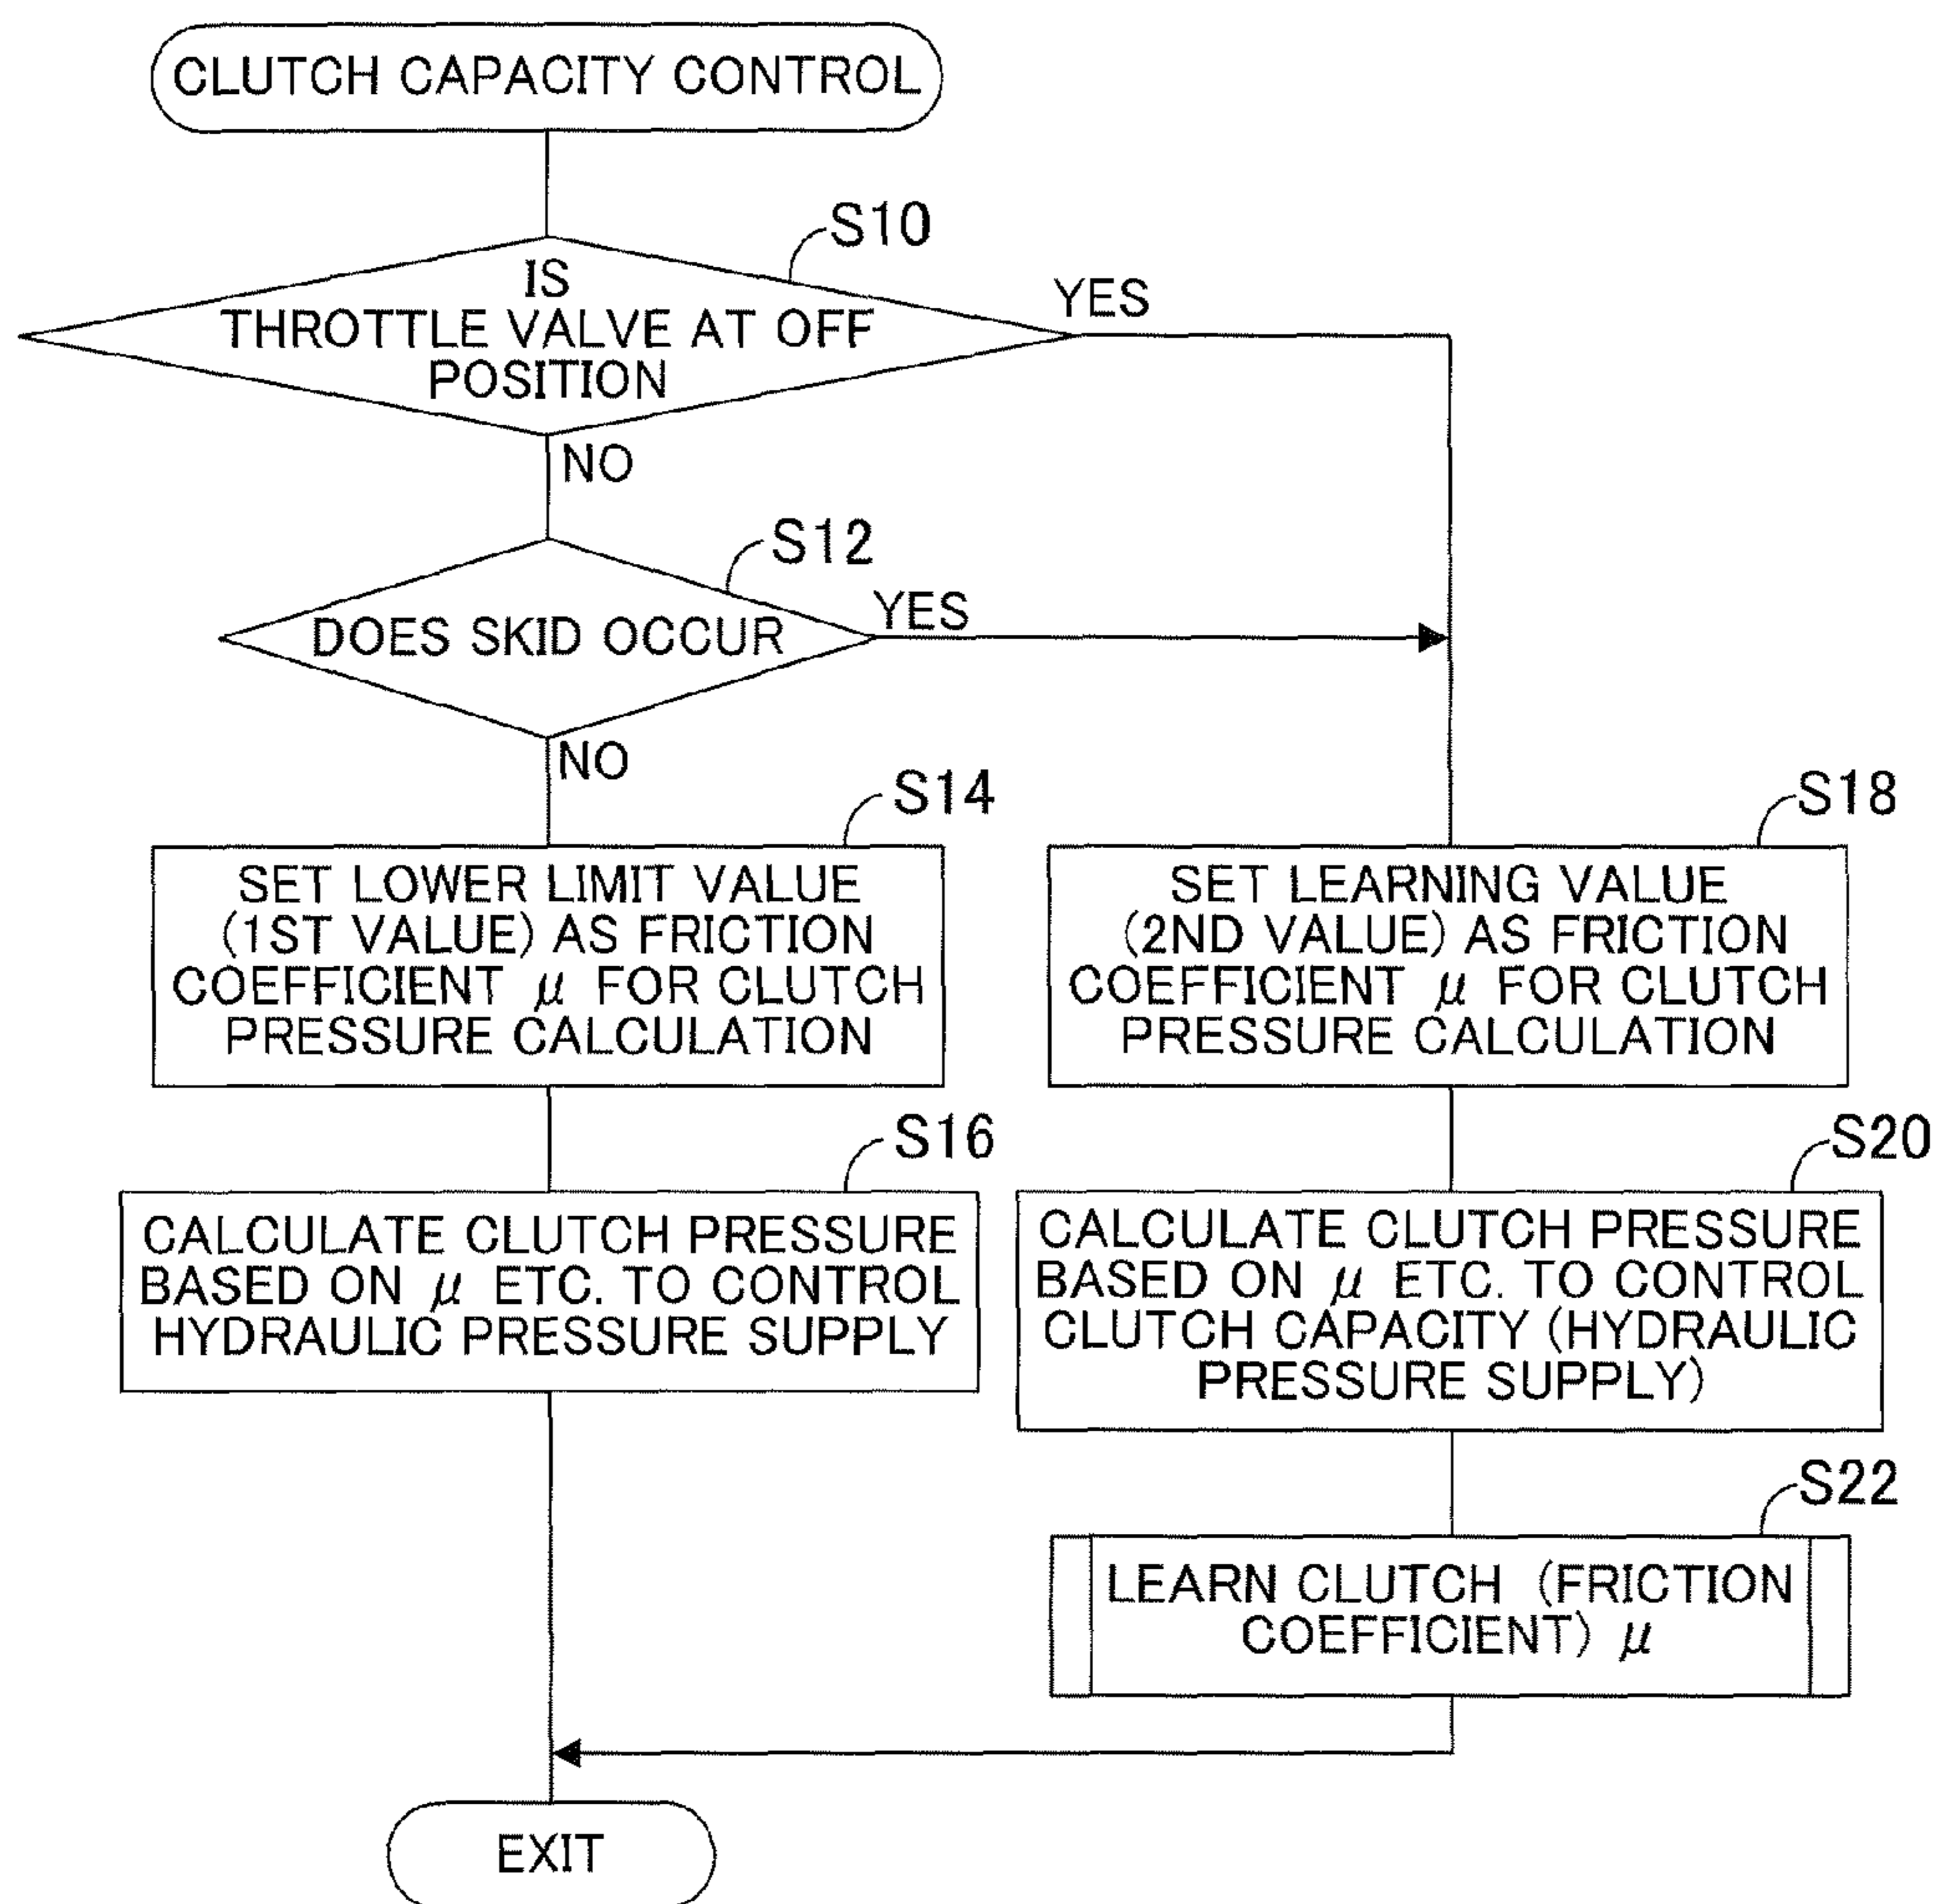 CLUTCH CAPACITY CONTROL
S10
IS
THROTTLE VALVE AT OFF
POSITION
YES
NO
S12
DOES SKID OCCUR
YES
NO
S14
SET LOWER LIMIT VALUE
(1ST VALUE) AS FRICTION
COEFFICIENT μ FOR CLUTCH
PRESSURE CALCULATION
S18
SET LEARNING VALUE
(2ND VALUE) AS FRICTION
COEFFICIENT μ FOR CLUTCH
PRESSURE CALCULATION
S16
CALCULATE CLUTCH PRESSURE
BASED ON μ ETC. TO CONTROL
HYDRAULIC PRESSURE SUPPLY
S20
CALCULATE CLUTCH PRESSURE
BASED ON μ ETC. TO CONTROL
CLUTCH CAPACITY (HYDRAULIC
PRESSURE SUPPLY)
S22
LEARN CLUTCH (FRICTION
COEFFICIENT) μ
EXIT